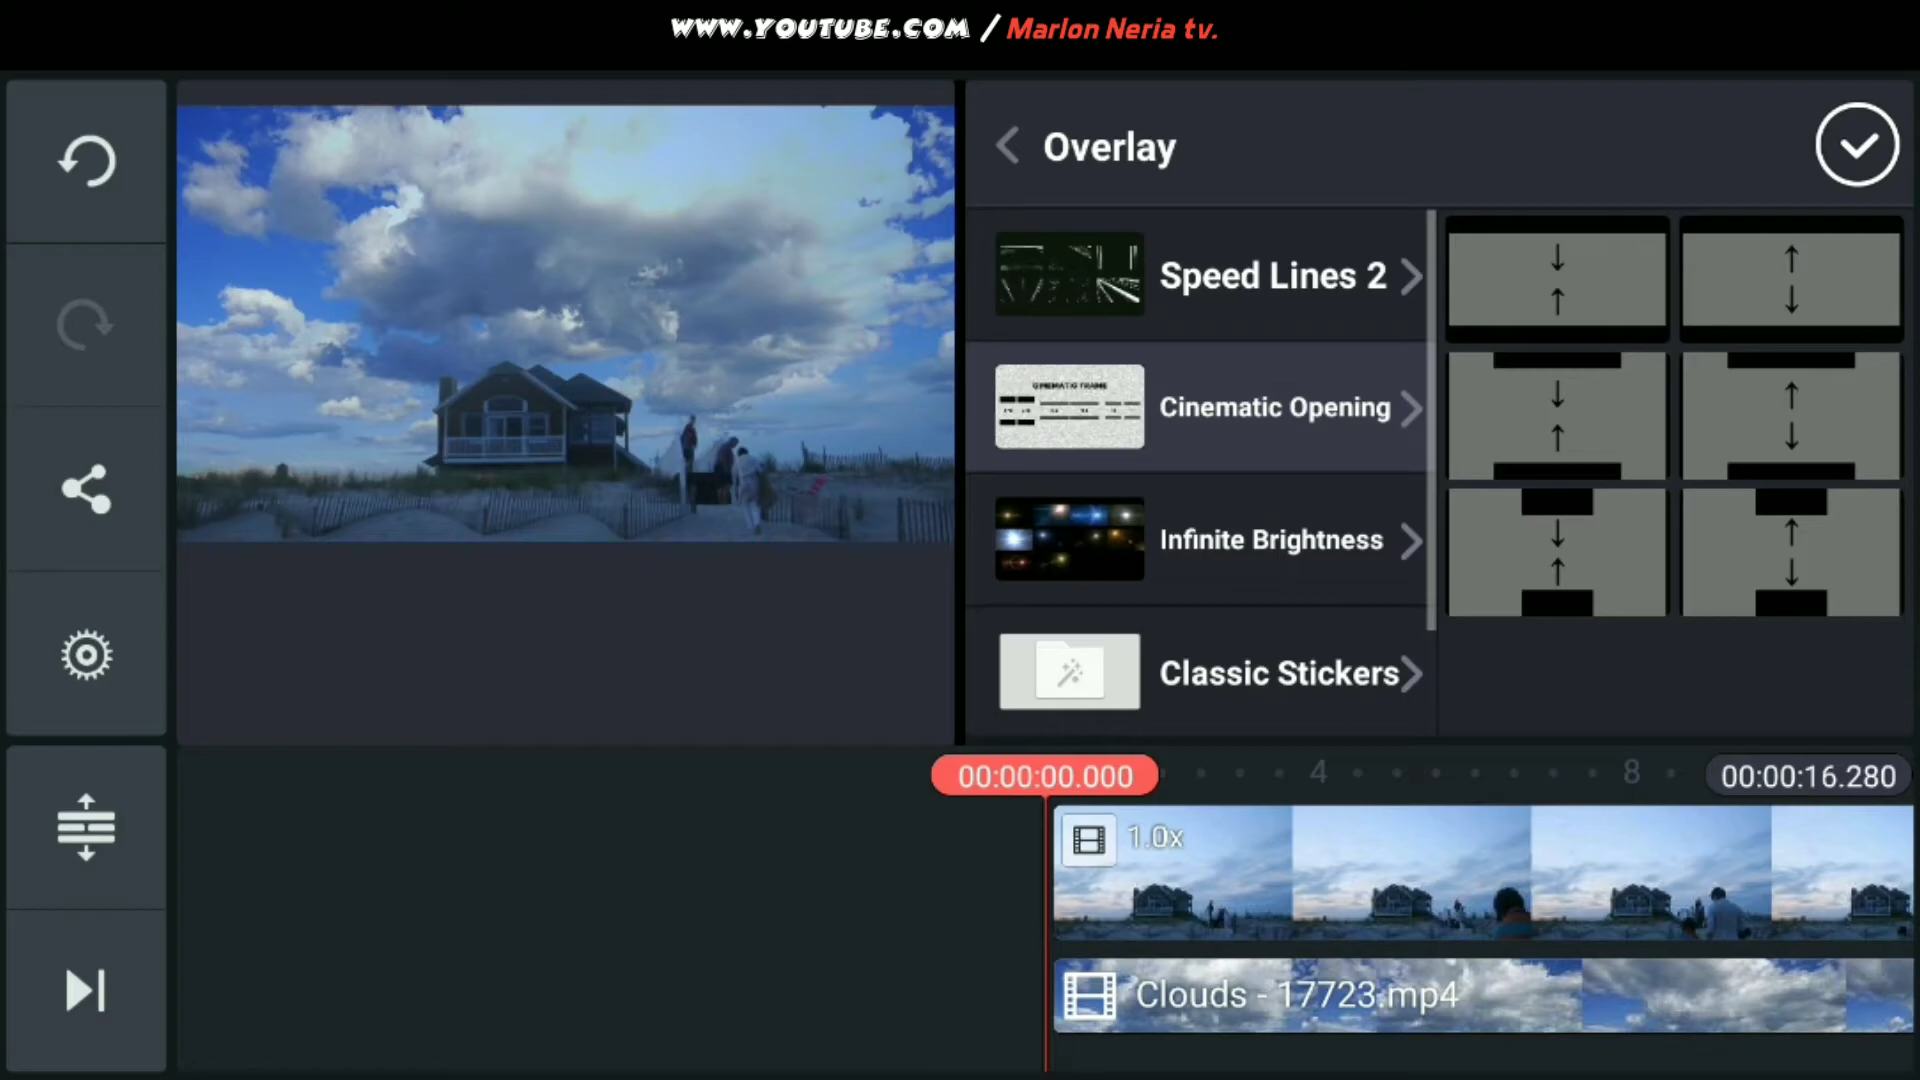 WWW.YOUTUBE.COM / Marlon Neria tv.
Overlay
Speed Lines 2
CINEMATIC FRAME
Cinematic Opening
Infinite Brightness
Classic Stickers
00:00:00.000
4
8
00:00:16.280
1.0x
Clouds - 17723.mp4